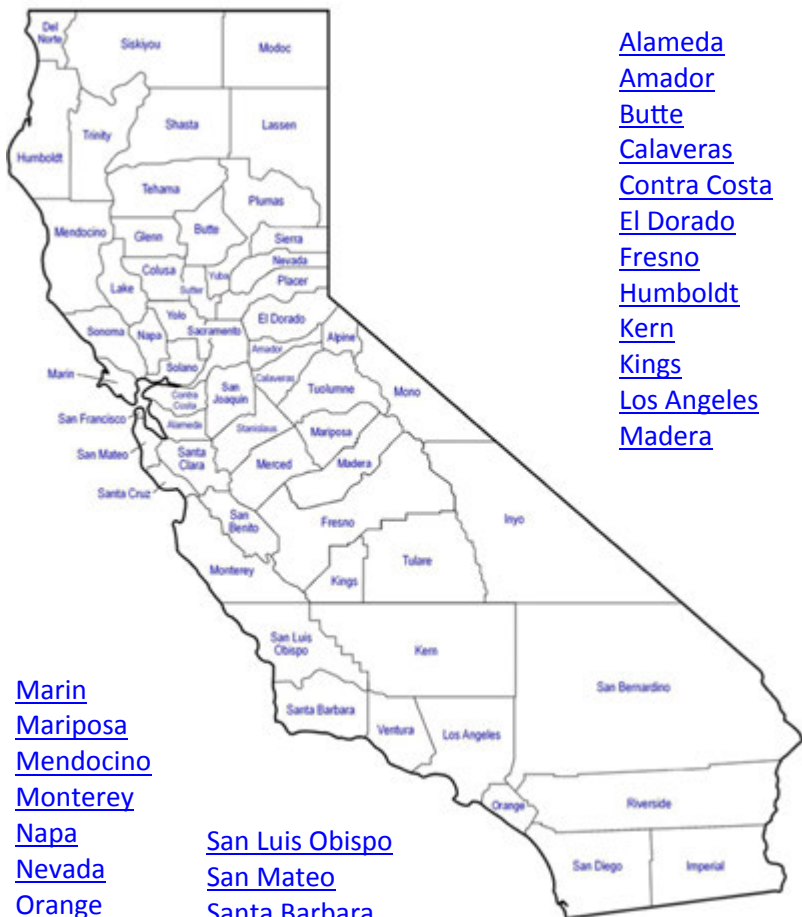 Del
Norte
Siskiyou
Modoc
Humboldt
Trinity
Shasta
Lassen
Tehama
Plumas
Mendocino
Glenn
Butte
Sierra
Nevada
Placer
Lake
Colusa
Sutter
Yuba
Sonoma
Napa
Yolo
Sacramento
El Dorado
Alpine
Amador
Marin
Solano
Calaveras
Contra
Costa
San
Joaquin
Tuolumne
Mono
San Francisco
Alameda
Stanislaus
Mariposa
San Mateo
Santa
Clara
Merced
Madera
Santa Cruz
San
Benito
Fresno
Inyo
Monterey
Kings
Tulare
San Luis
Obispo
Kern
San Bernardino
Santa Barbara
Ventura
Los Angeles
Orange
Riverside
San Diego
Imperial
Alameda
Amador
Butte
Calaveras
Contra Costa
El Dorado
Fresno
Humboldt
Kern
Kings
Los Angeles
Madera
Marin
Mariposa
Mendocino
Monterey
Napa
Nevada
Orange
San Luis Obispo
San Mateo
Santa Barbara